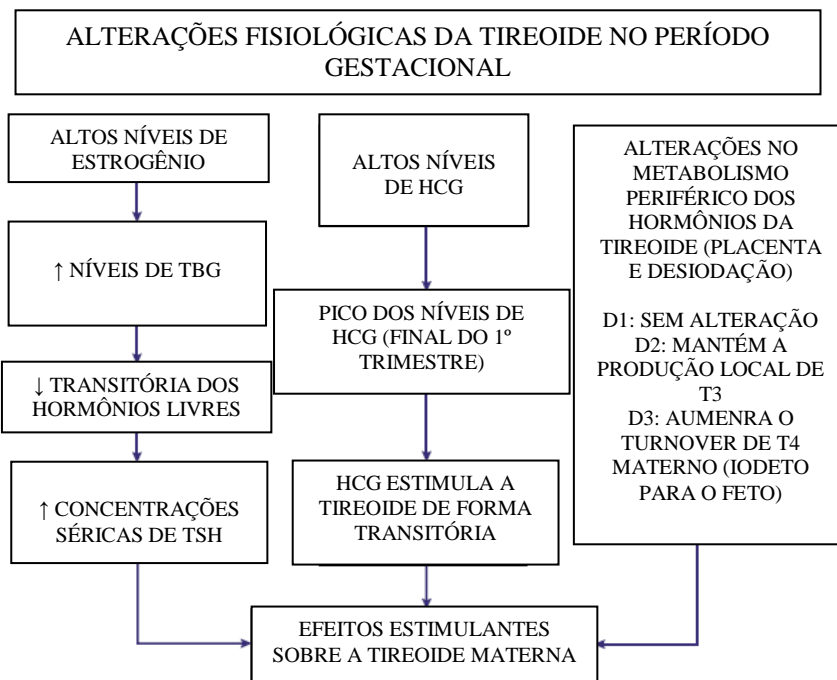 ALTERAÇÕES FISIOLÓGICAS DA TIREOIDE NO PERÍODO
GESTACIONAL
ALTOS NÍVEIS DE
ESTROGÊNIO
↑ NÍVEIS DE TBG
↓ TRANSITÓRIA DOS
HORMÔNIOS LIVRES
↑ CONCENTRAÇÕES
SÉRICAS DE TSH
ALTOS NÍVEIS
DE HCG
PICO DOS NÍVEIS DE
HCG (FINAL DO 1º
TRIMESTRE)
HCG ESTIMULA A
TIREOIDE DE FORMA
TRANSITÓRIA
ALTERAÇÕES NO
METABOLISMO
PERIFÉRICO DOS
HORMÔNIOS DA
TIREOIDE (PLACENTA
E DESIODAÇÃO)
D1: SEM ALTERAÇÃO
D2: MANTÉM A
PRODUÇÃO LOCAL DE
T3
D3: AUMENRA O
TURNOVER DE T4
MATERNO (IODETO
PARA O FETO)
EFEITOS ESTIMULANTES
SOBRE A TIREOIDE MATERNA